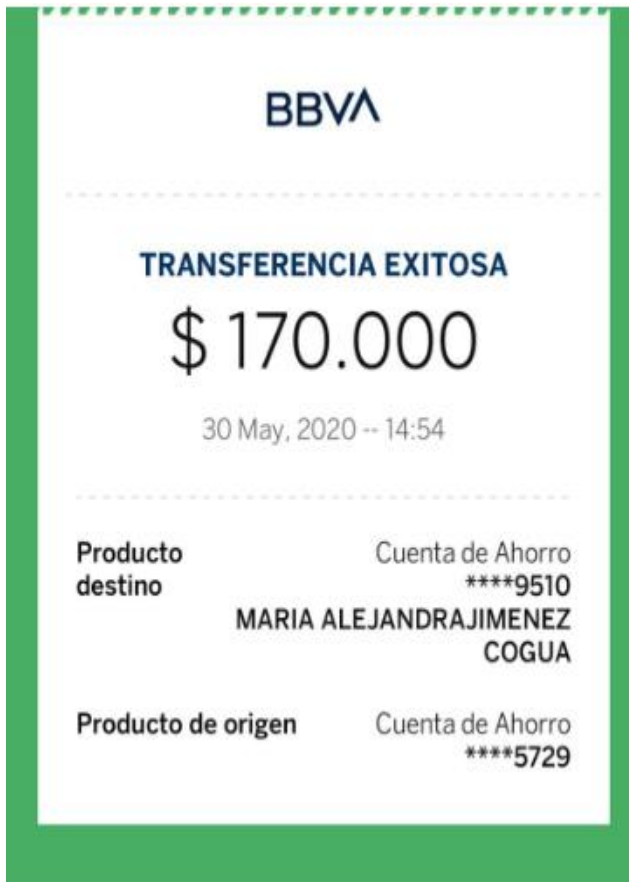 BBVA
TRANSFERENCIA EXITOSA
$ 170.000
30 May, 2020 -- 14:54
Producto destino
Cuenta de Ahorro
****9510
MARIA ALEJANDRAJIMENEZ
COGUA
Producto de origen
Cuenta de Ahorro
****5729